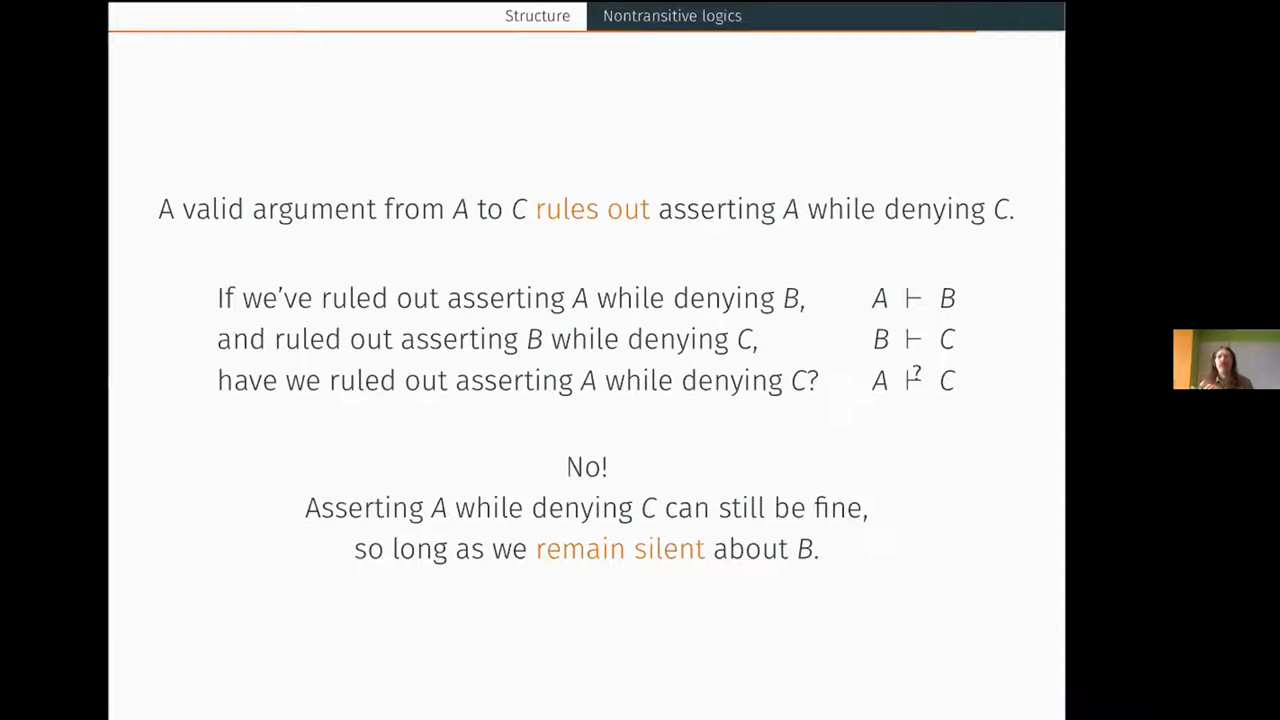 Structure Nontransitive logics
A valid argument from A to C rules out asserting A while denying C.
If we've ruled out asserting A while denying B, A ⊢ B
and ruled out asserting B while denying C, B ⊢ C
have we ruled out asserting A while denying C? A ⊢? C
No!
Asserting A while denying C can still be fine,
so long as we remain silent about B.